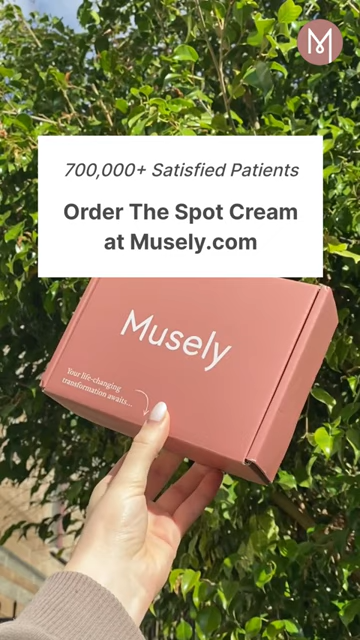 M
700,000+ Satisfied Patients
Order The Spot Cream
at Musely.com
Musely
Your life-changing
transformation awaits...